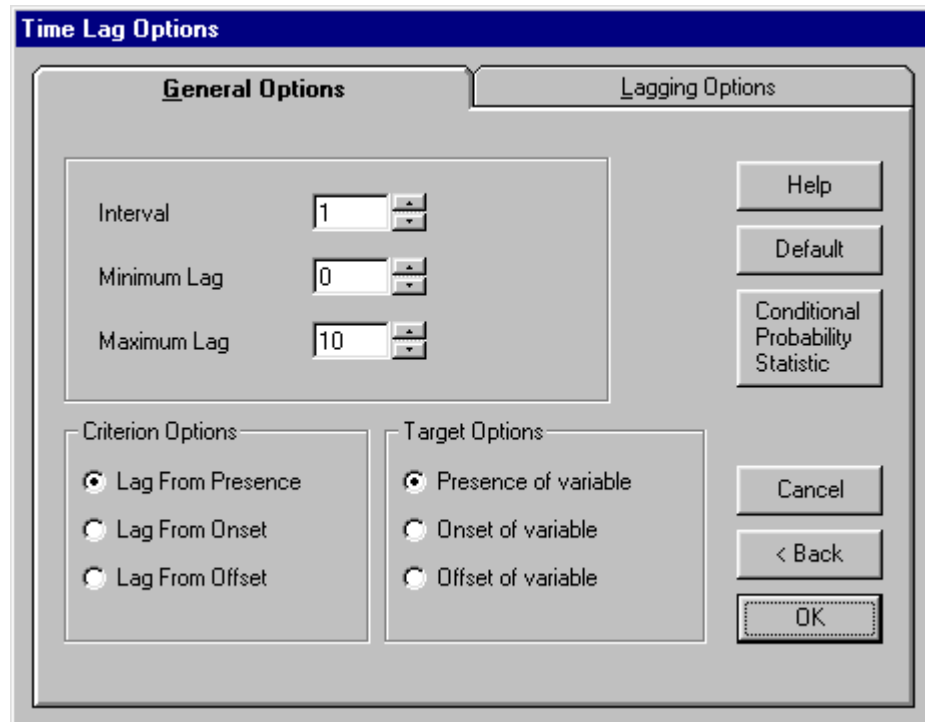 Time Lag Options
General Options
Lagging Options
Interval
1
Minimum Lag
0
Maximum Lag
10
Help
Default
Conditional
Probability
Statistic
Criterion Options
Lag From Presence
Lag From Onset
Lag From Offset
Target Options
Presence of variable
Onset of variable
Offset of variable
Cancel
< Back
OK